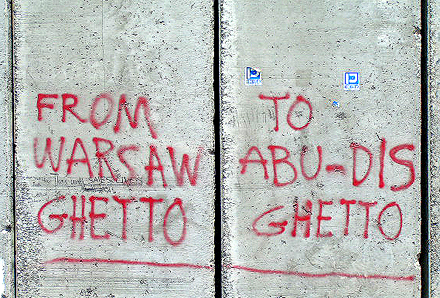 FROM
WARSAW
GHETTO
TO
ABU-DIS
GHETTO